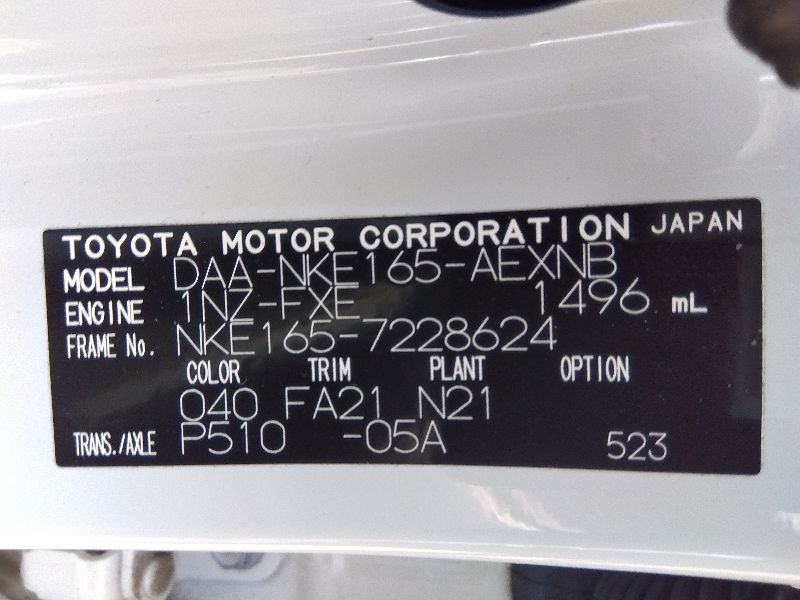 TOYOTA MOTOR CORPORATION JAPAN
MODEL DAA-NKE165-AEXNB
ENGINE 1NZ-FXE 1496 mL
FRAME No. NKE165-7228624
COLOR TRIM PLANT OPTION
040 FA21 N21
TRANS./AXLE P510 -05A 523